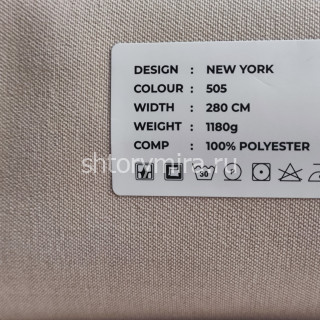 DESIGN : NEW YORK
COLOUR : 505
WIDTH : 280 CM
WEIGHT : 1180g
COMP : 100% POLYESTER
shtorymira.ru
30